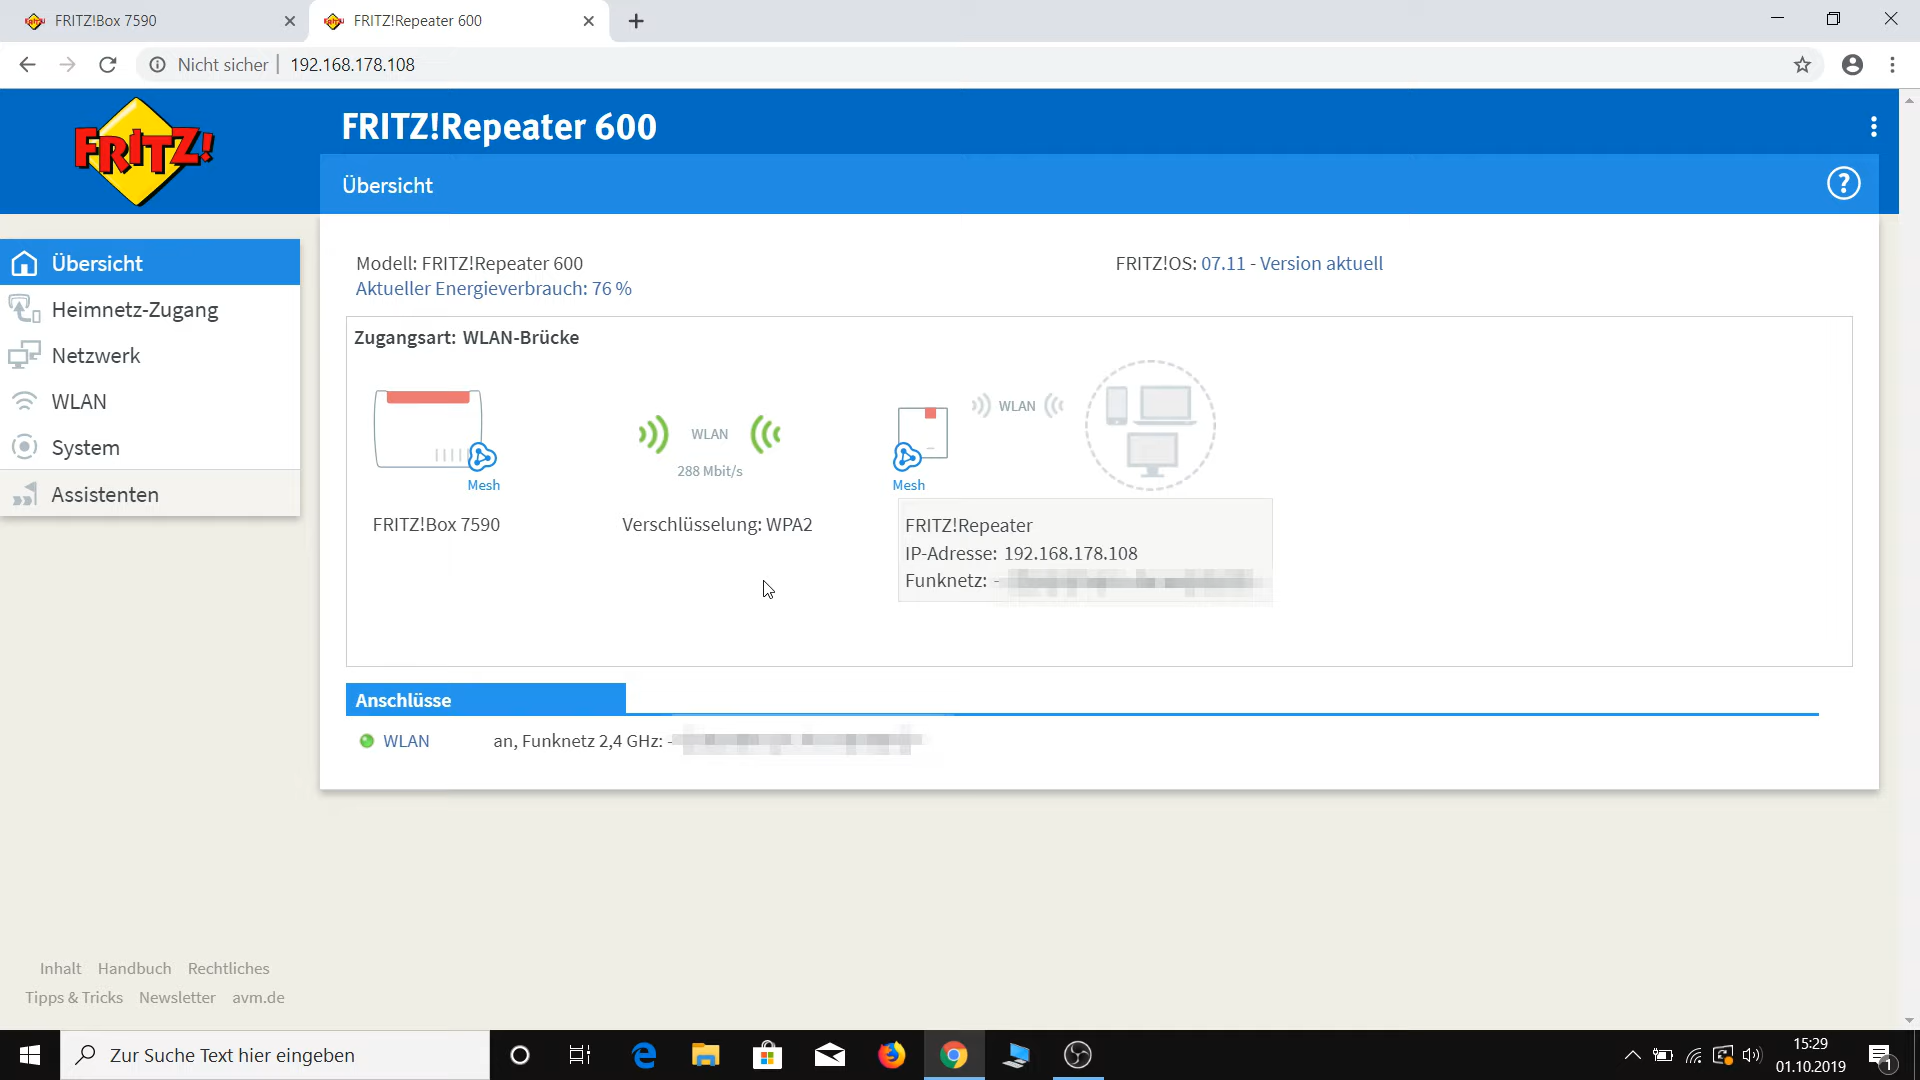 FRITZ!Box 7590
FRITZ!Repeater 600
Nicht sicher
192.168.178.108
FRITZ!
FRITZ!Repeater 600
Übersicht
Übersicht
Heimnetz-Zugang
Netzwerk
WLAN
System
Assistenten
Modell: FRITZ!Repeater 600
FRITZ!OS: 07.11 - Version aktuell
Aktueller Energieverbrauch: 76 %
Zugangsart: WLAN-Brücke
WLAN
288 Mbit/s
WLAN
Mesh
Mesh
FRITZ!Box 7590
Verschlüsselung: WPA2
FRITZ!Repeater
IP-Adresse: 192.168.178.108
Funknetz: -
Anschlüsse
WLAN
an, Funknetz 2,4 GHz: -
Inhalt Handbuch Rechtliches
Tipps & Tricks Newsletter avm.de
Zur Suche Text hier eingeben
15:29
01.10.2019
1